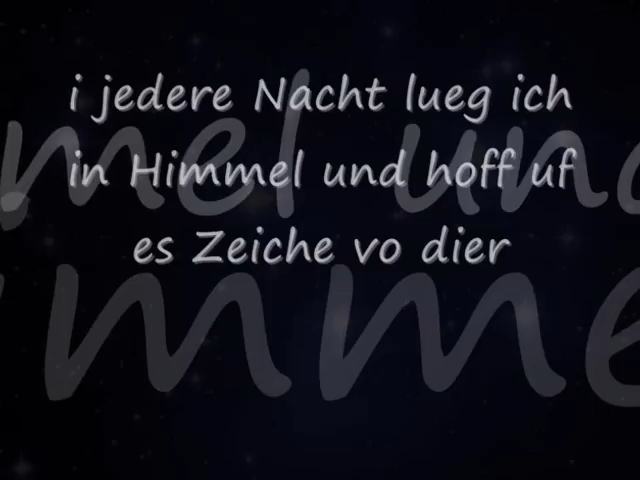 i jedere Nacht lueg ich
in Himmel und hoff uf
es Zeiche vo dier